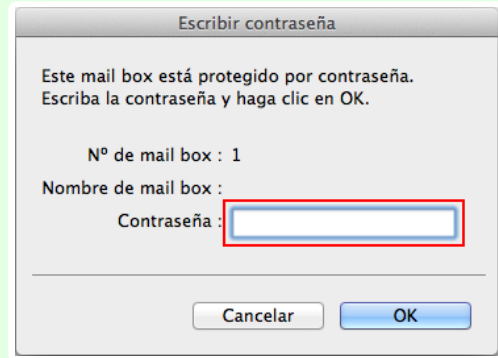 Escribir contraseña
Este mail box está protegido por contraseña.
Escriba la contraseña y haga clic en OK.
Nº de mail box : 1
Nombre de mail box :
Contraseña :
Cancelar
OK